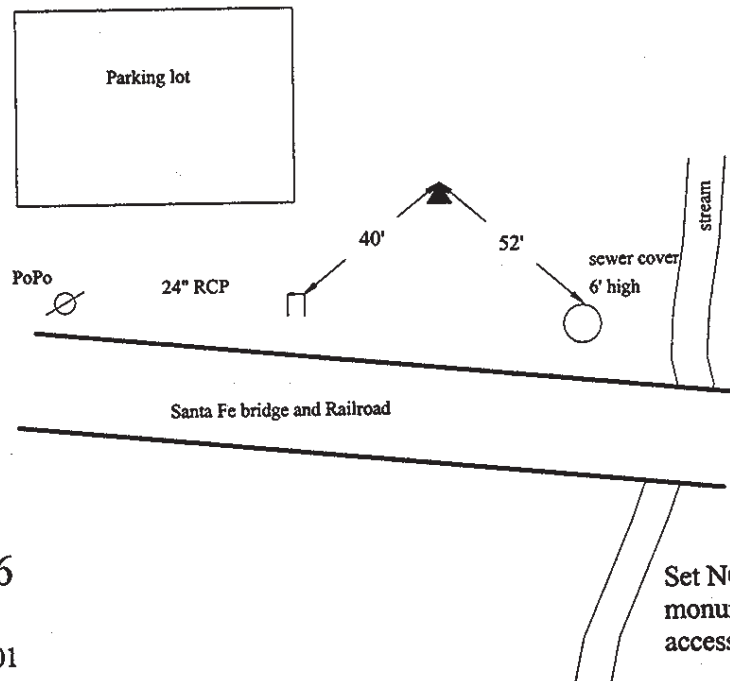 Parking lot
stream
40'
52'
sewer cover
6' high
PoPo
24" RCP
Santa Fe bridge and Railroad
6
Set
monu
access
01